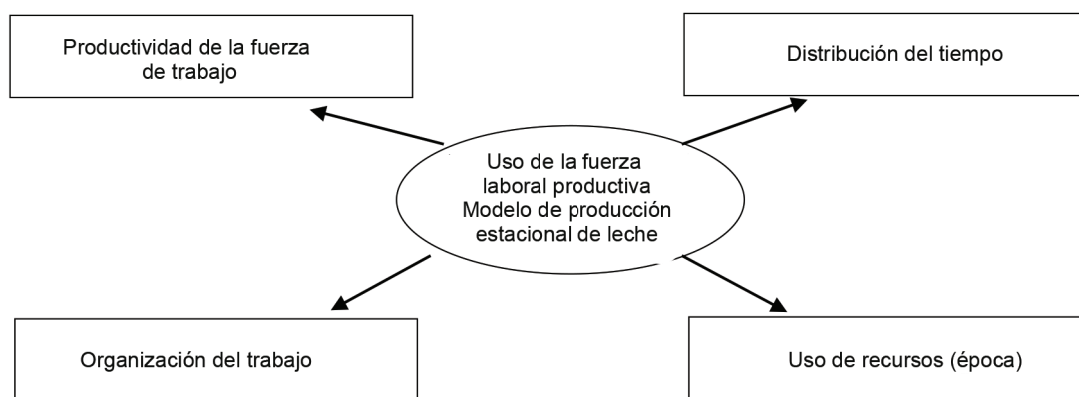 Productividad de la fuerza
de trabajo
Distribución del tiempo
Uso de la fuerza
laboral productiva
Modelo de producción
estacional de leche
Organización del trabajo
Uso de recursos (época)